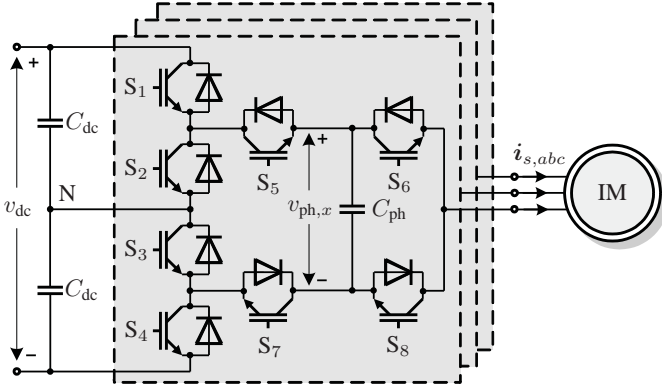 +
S₁
C_dc
S₂
S₅
+
v_ph,x
S₆
C_ph
i_s,abc
IM
v_dc
N
S₃
C_dc
S₄
S₇
−
S₈
−